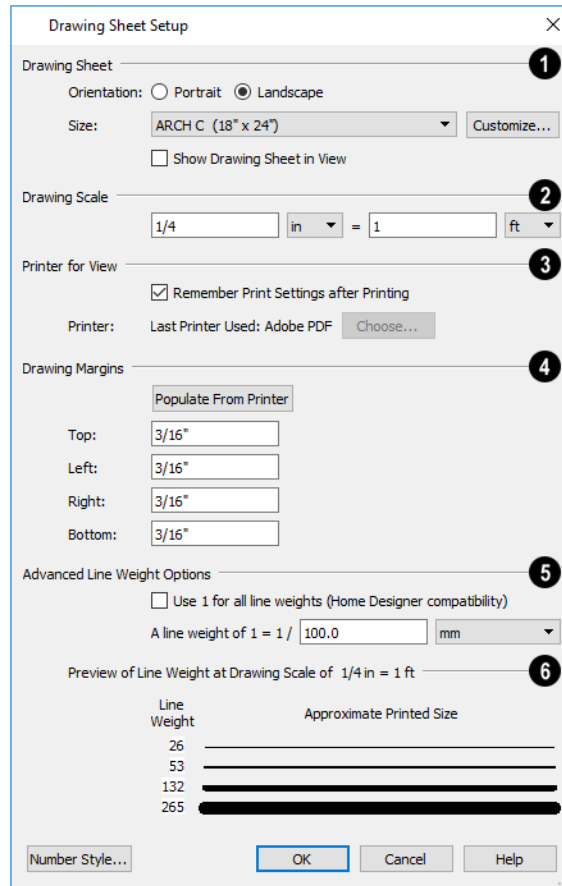 Drawing Sheet Setup
Drawing Sheet 1
Orientation: Portrait Landscape
Size: ARCH C (18" x 24") Customize...
Show Drawing Sheet in View
Drawing Scale 2
1/4 in = 1 ft
Printer for View 3
Remember Print Settings after Printing
Printer: Last Printer Used: Adobe PDF Choose...
Drawing Margins 4
Populate From Printer
Top: 3/16"
Left: 3/16"
Right: 3/16"
Bottom: 3/16"
Advanced Line Weight Options 5
Use 1 for all line weights (Home Designer compatibility)
A line weight of 1 = 1 / 100.0 mm
Preview of Line Weight at Drawing Scale of 1/4 in = 1 ft 6
Line
Weight
Approximate Printed Size
26
53
132
265
Number Style... OK Cancel Help